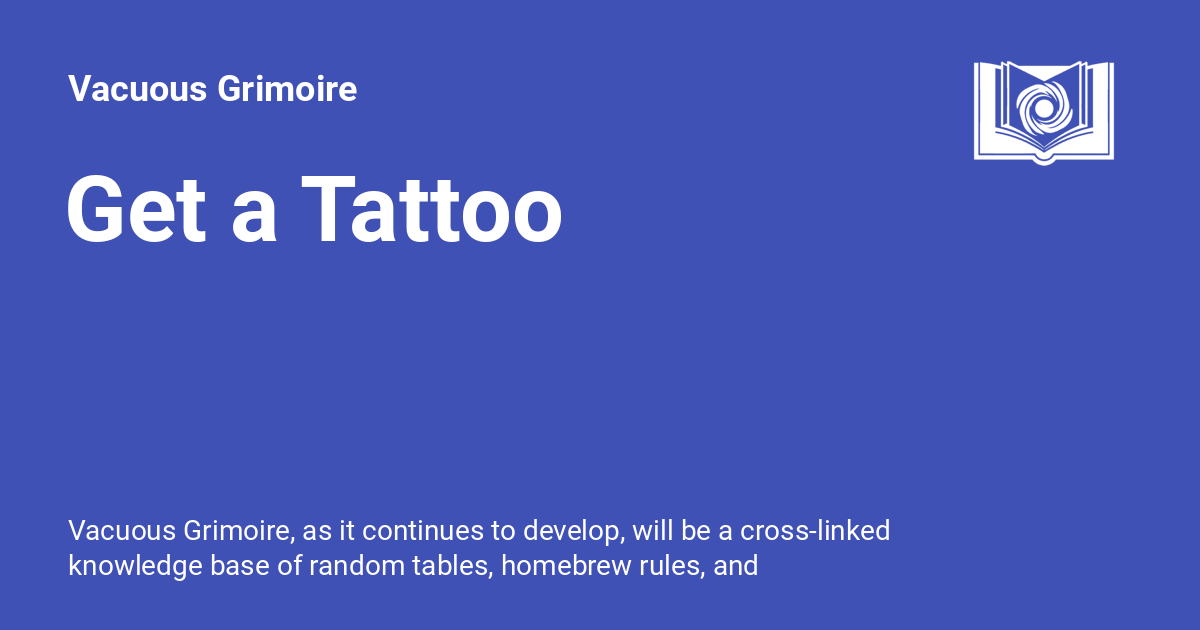 Vacuous Grimoire
Get a Tattoo
Vacuous Grimoire, as it continues to develop, will be a cross-linked
knowledge base of random tables, homebrew rules, and